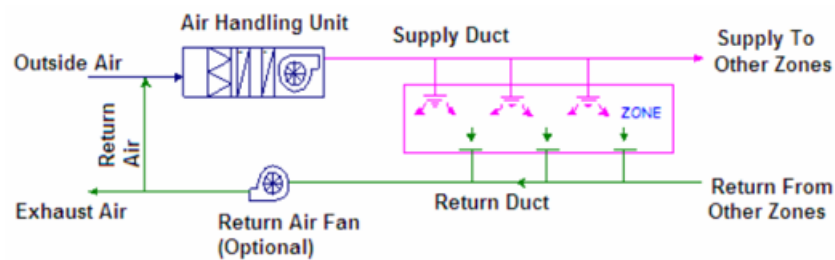 Air Handling Unit
Supply Duct
Supply To
Other Zones
Outside Air
ZONE
Return
Air
Exhaust Air
Return Air Fan
(Optional)
Return Duct
Return From
Other Zones